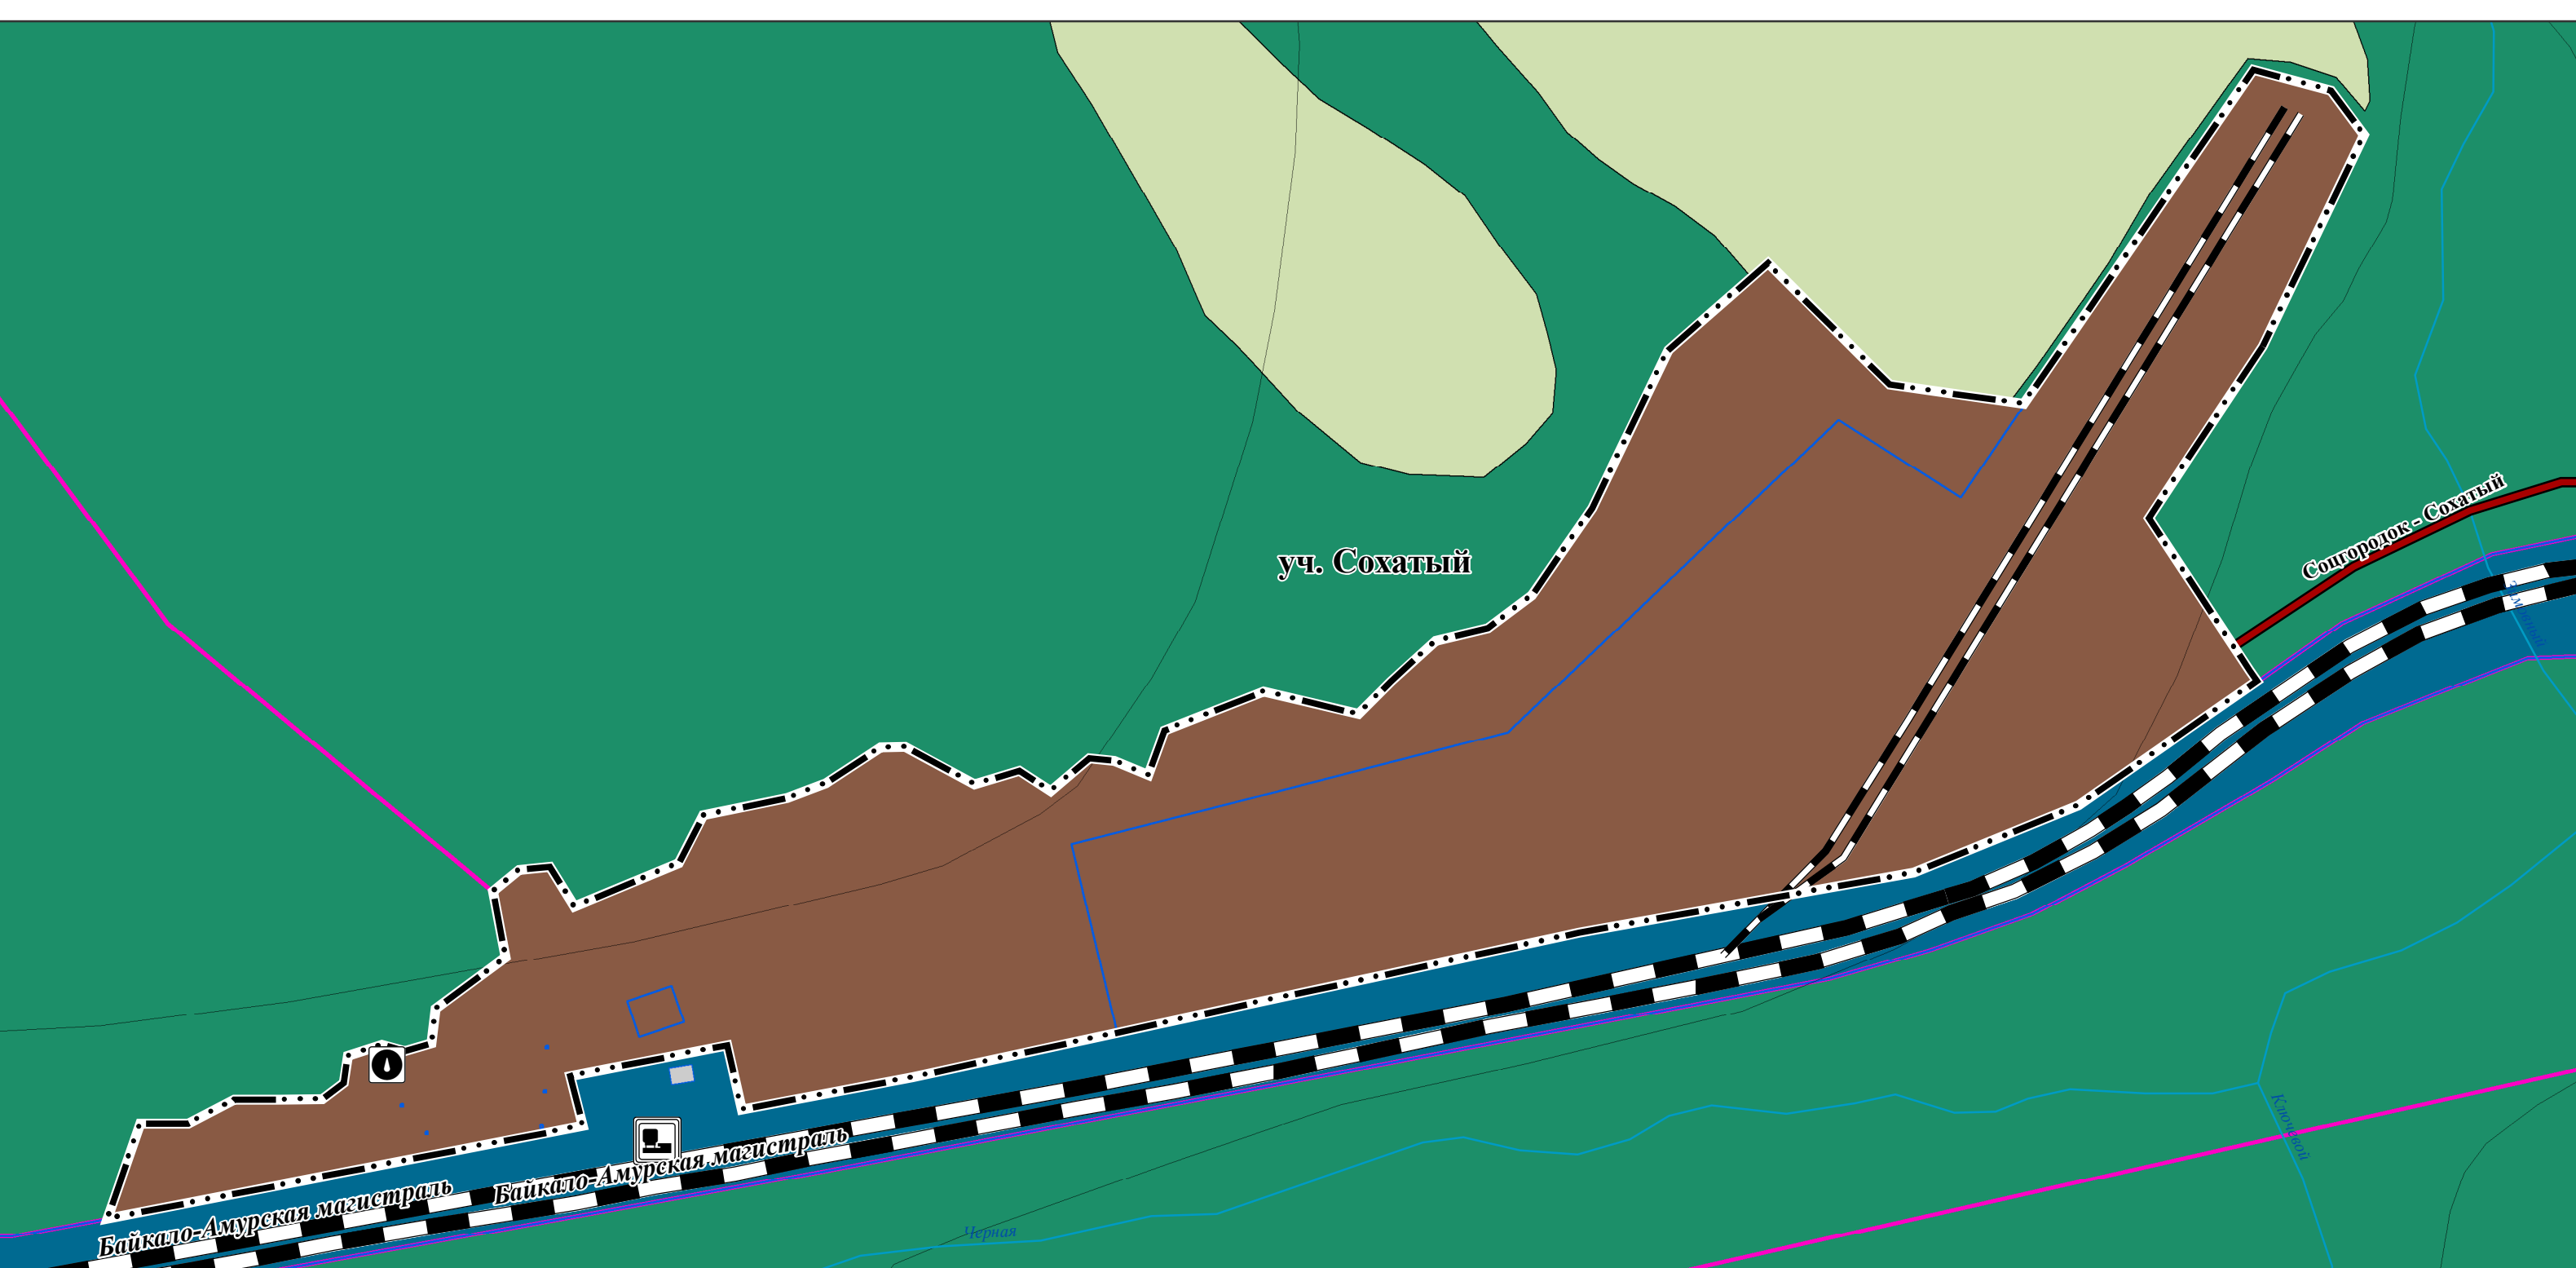 уч. Сохатый
Соцгородок - Сохатый
Байкало-Амурская магистраль
Байкало-Амурская магистраль
Черная
Ключевой